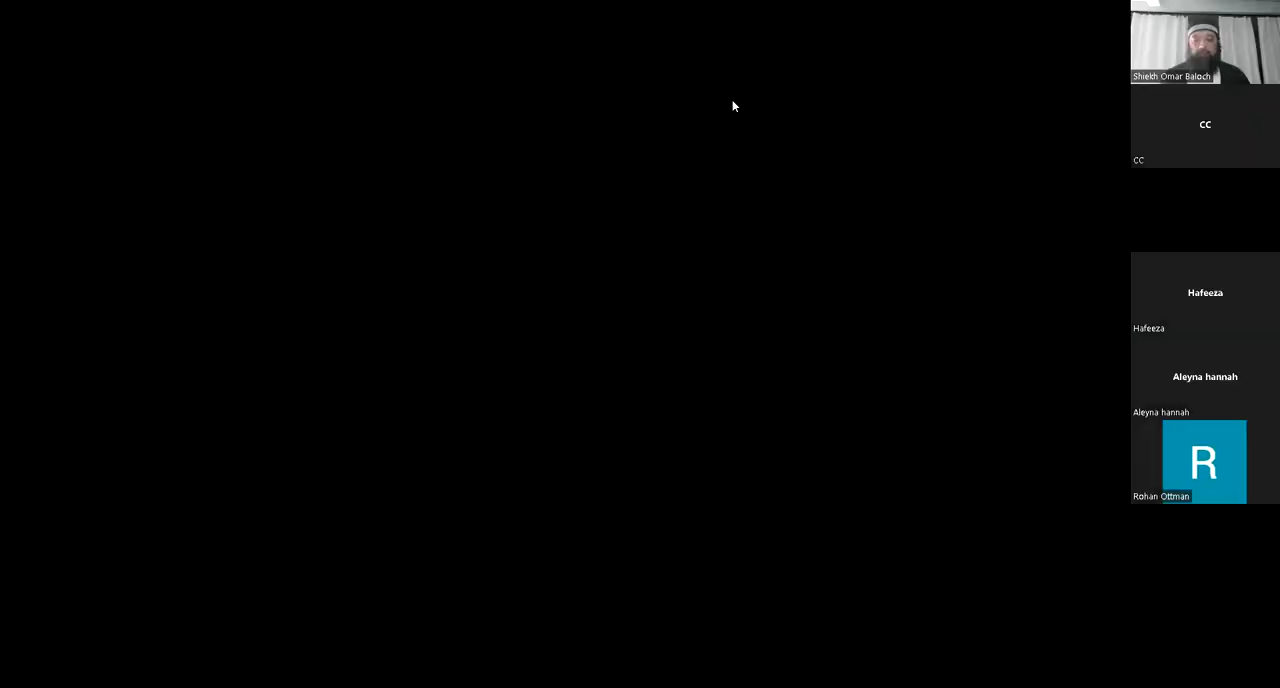 Shiekh Omar Baloch
CC
CC
Hafeeza
Hafeeza
Aleyna hannah
Aleyna hannah
R
Rohan Ottman